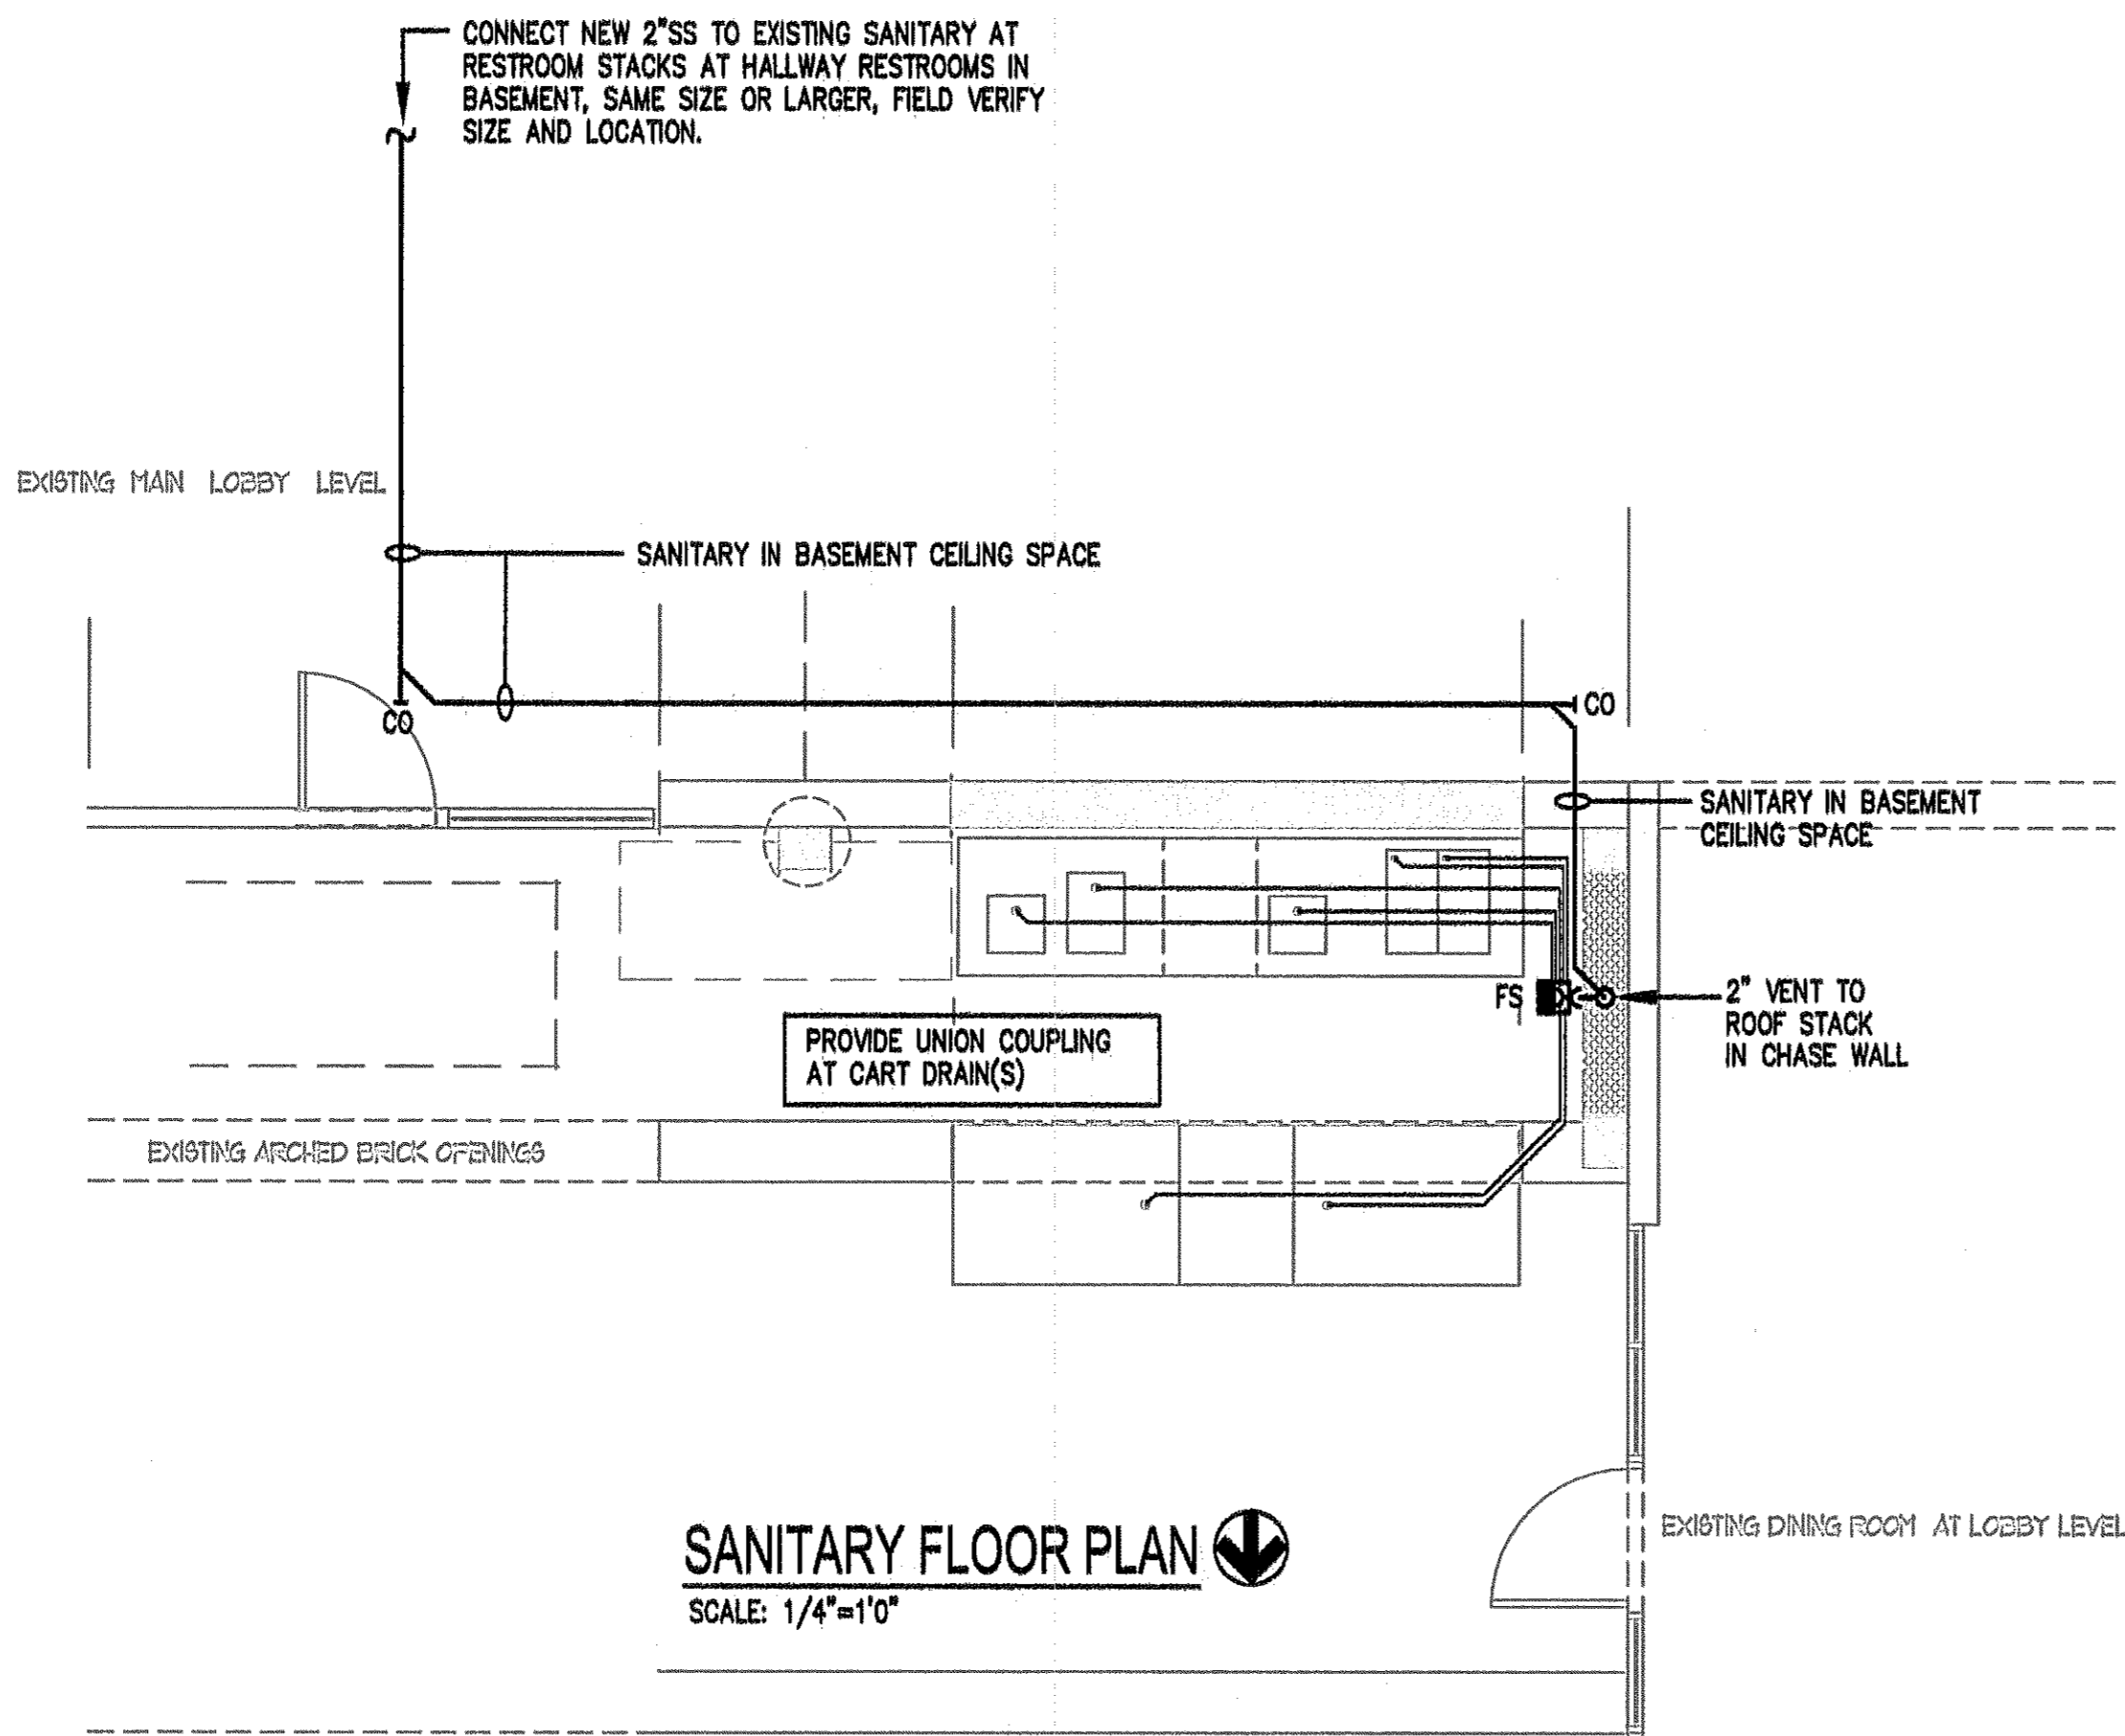 CONNECT NEW 2"SS TO EXISTING SANITARY AT
RESTROOM STACKS AT HALLWAY RESTROOMS IN
BASEMENT, SAME SIZE OR LARGER, FIELD VERIFY
SIZE AND LOCATION.
EXISTING MAIN LOBBY LEVEL
SANITARY IN BASEMENT CEILING SPACE
CO
CO
SANITARY IN BASEMENT
CEILING SPACE
FS
2" VENT TO
ROOF STACK
IN CHASE WALL
PROVIDE UNION COUPLING
AT CART DRAIN(S)
EXISTING ARCHED BRICK OPENINGS
SANITARY FLOOR PLAN
SCALE: 1/4"=1'0"
EXISTING DINING ROOM AT LOBBY LEVEL